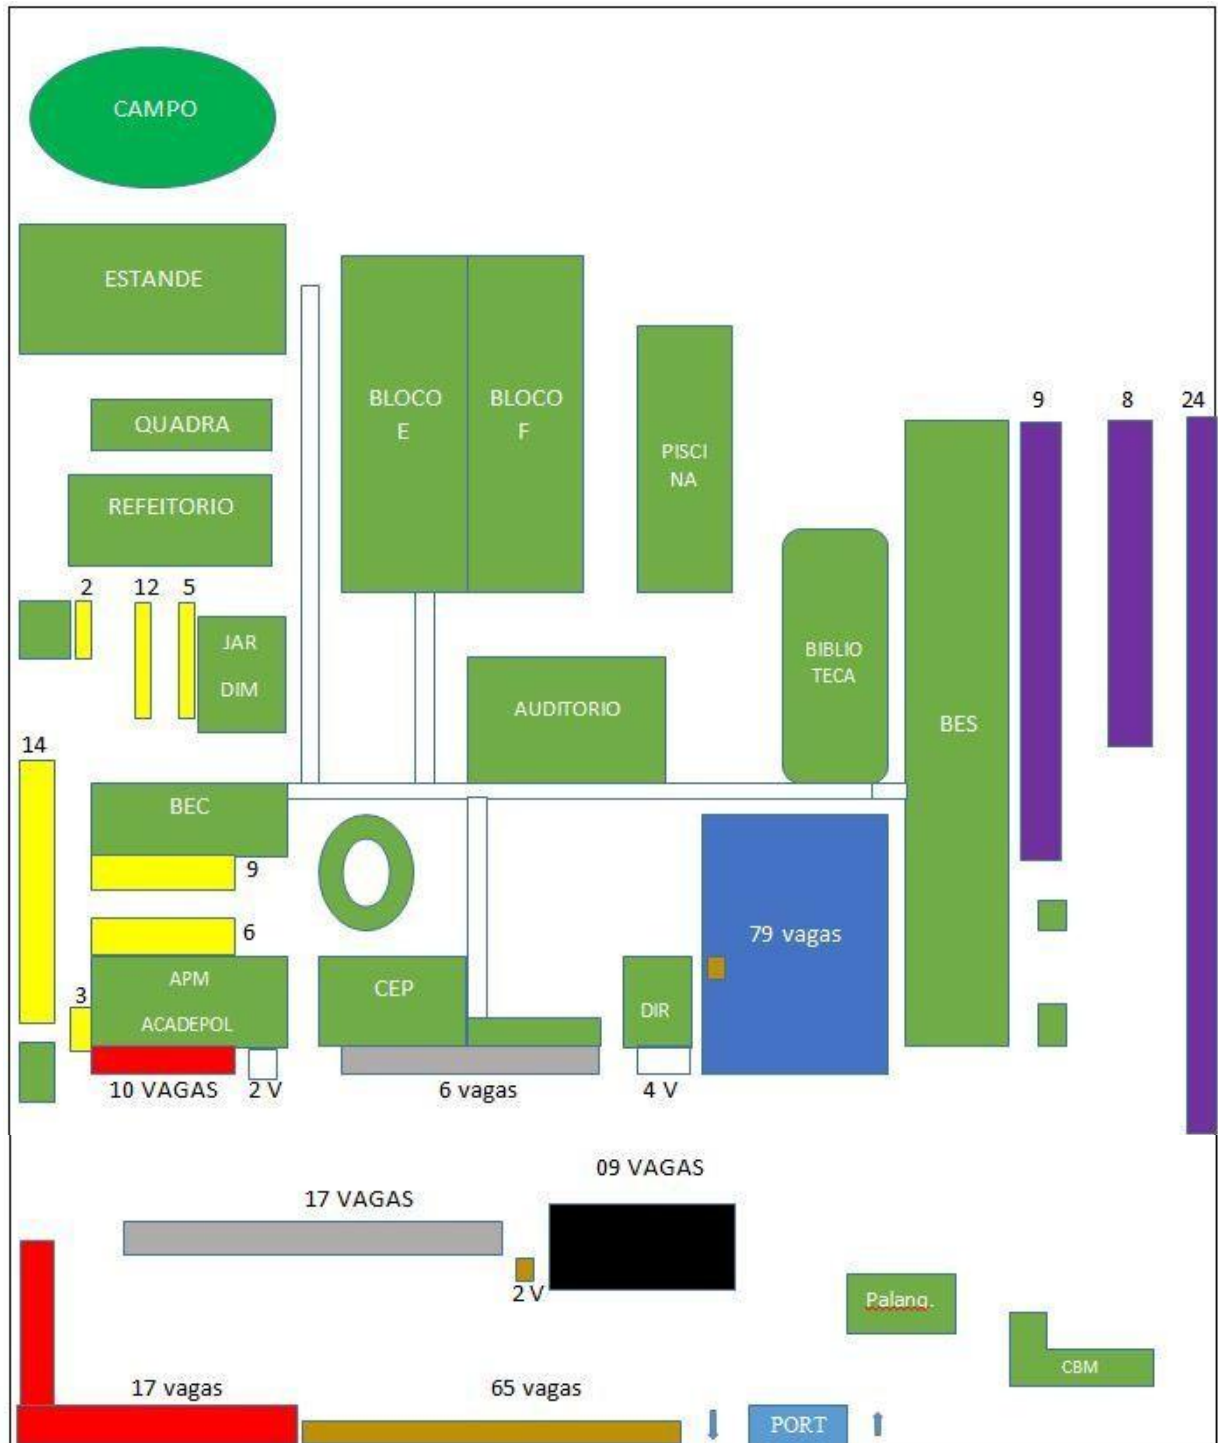 CAMPO
ESTANDE
QUADRA
REFEITORIO
BLOCO
E
BLOCO
F
PISCI
NA
9
8
24
2
12
5
JAR
DIM
AUDITORIO
BIBLIO
TECA
BES
14
BEC
9
6
79 vagas
3
APM
ACADEPOL
CEP
DIR
10 VAGAS
2 V
6 vagas
4 V
09 VAGAS
17 VAGAS
2 V
Palanq.
CBM
17 vagas
65 vagas
PORT